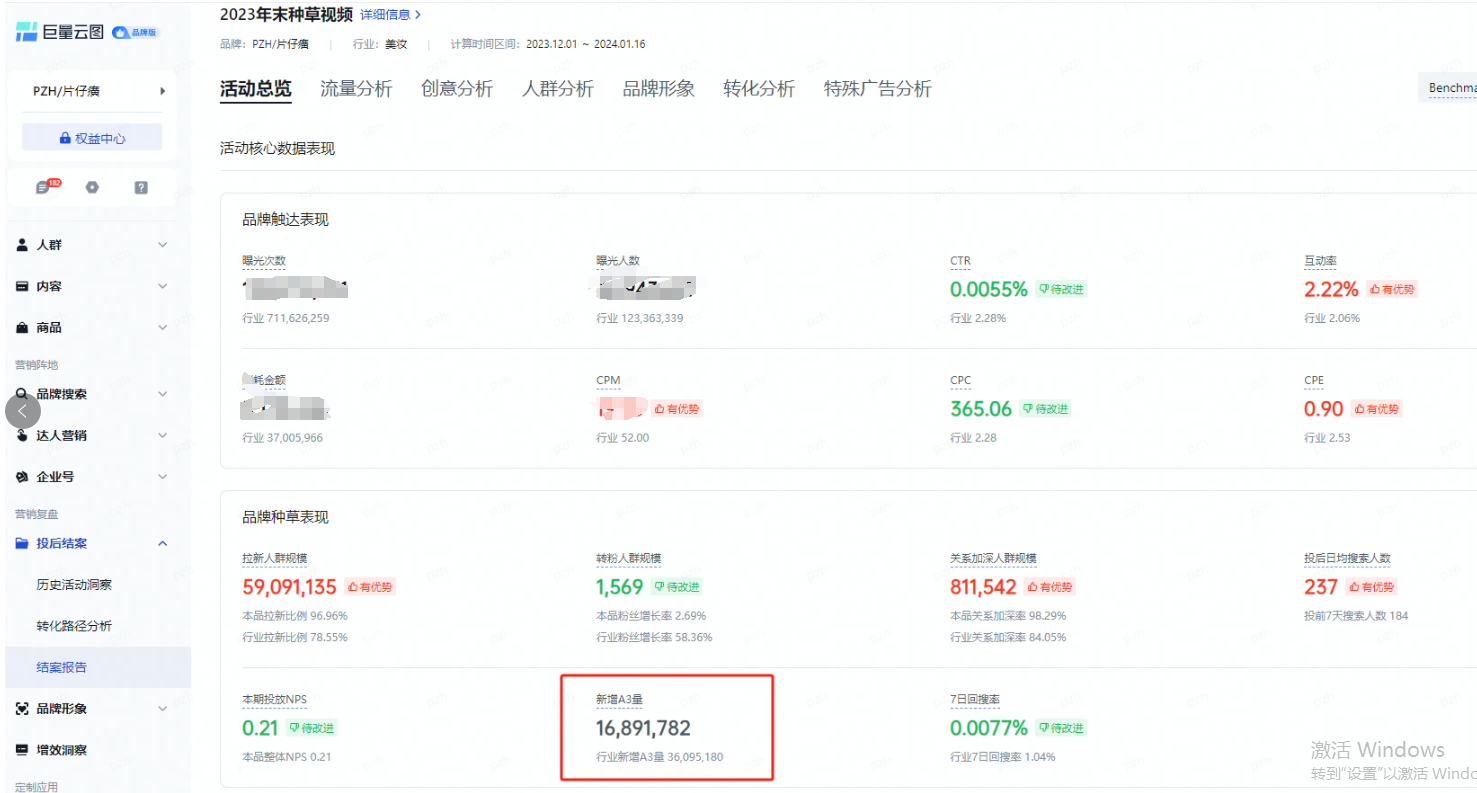 2023年末种草视频 详细信息 >
巨量云图 品牌版
品牌：PZH/片仔癀 | 行业：美妆 | 计算时间区间：2023.12.01 ~ 2024.01.16
PZH/片仔癀
活动总览 流量分析 创意分析 人群分析 品牌形象 转化分析 特殊广告分析
Benchma
权益中心
活动核心数据表现
182
品牌触达表现
人群
内容
商品
营销阵地
品牌搜索
达人营销
企业号
营销复盘
投后结案
历史活动洞察
转化路径分析
结案报告
品牌形象
增效洞察
定制应用
曝光次数 曝光人数 CTR 互动率
0.0055% 待改进 2.22% 有优势
行业 711,626,259 行业 123,363,339 行业 2.28% 行业 2.06%
耗金额 CPM CPC CPE
有优势 365.06 待改进 0.90 有优势
行业 37,005,966 行业 52.00 行业 2.28 行业 2.53
品牌种草表现
拉新人群规模 转粉人群规模 关系加深人群规模 投后日均搜索人数
59,091,135 有优势 1,569 待改进 811,542 有优势 237 有优势
本品拉新比例 96.96% 本品粉丝增长率 2.69% 本品关系加深率 98.29% 投前7天搜索人数 184
行业拉新比例 78.55% 行业粉丝增长率 58.36% 行业关系加深率 84.05%
本期投放NPS 新增A3量 7日回搜率
0.21 待改进 16,891,782 0.0077% 待改进
本品整体NPS 0.21 行业新增A3量 36,095,180 行业7日回搜率 1.04%
激活 Windows
转到"设置"以激活 Windo
pzh